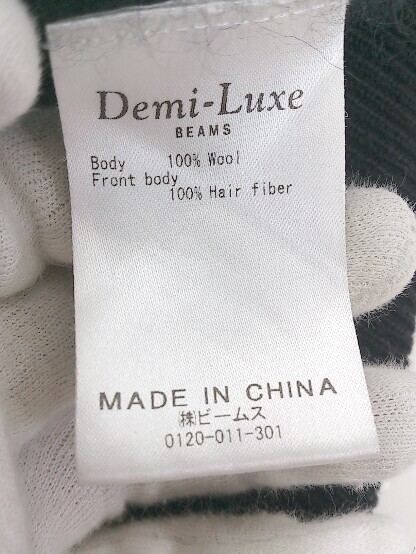 Demi-Luxe
BEAMS
Body 100% Wool
Front body
100% Hair fiber
MADE IN CHINA
㈱ビームス
0120-011-301